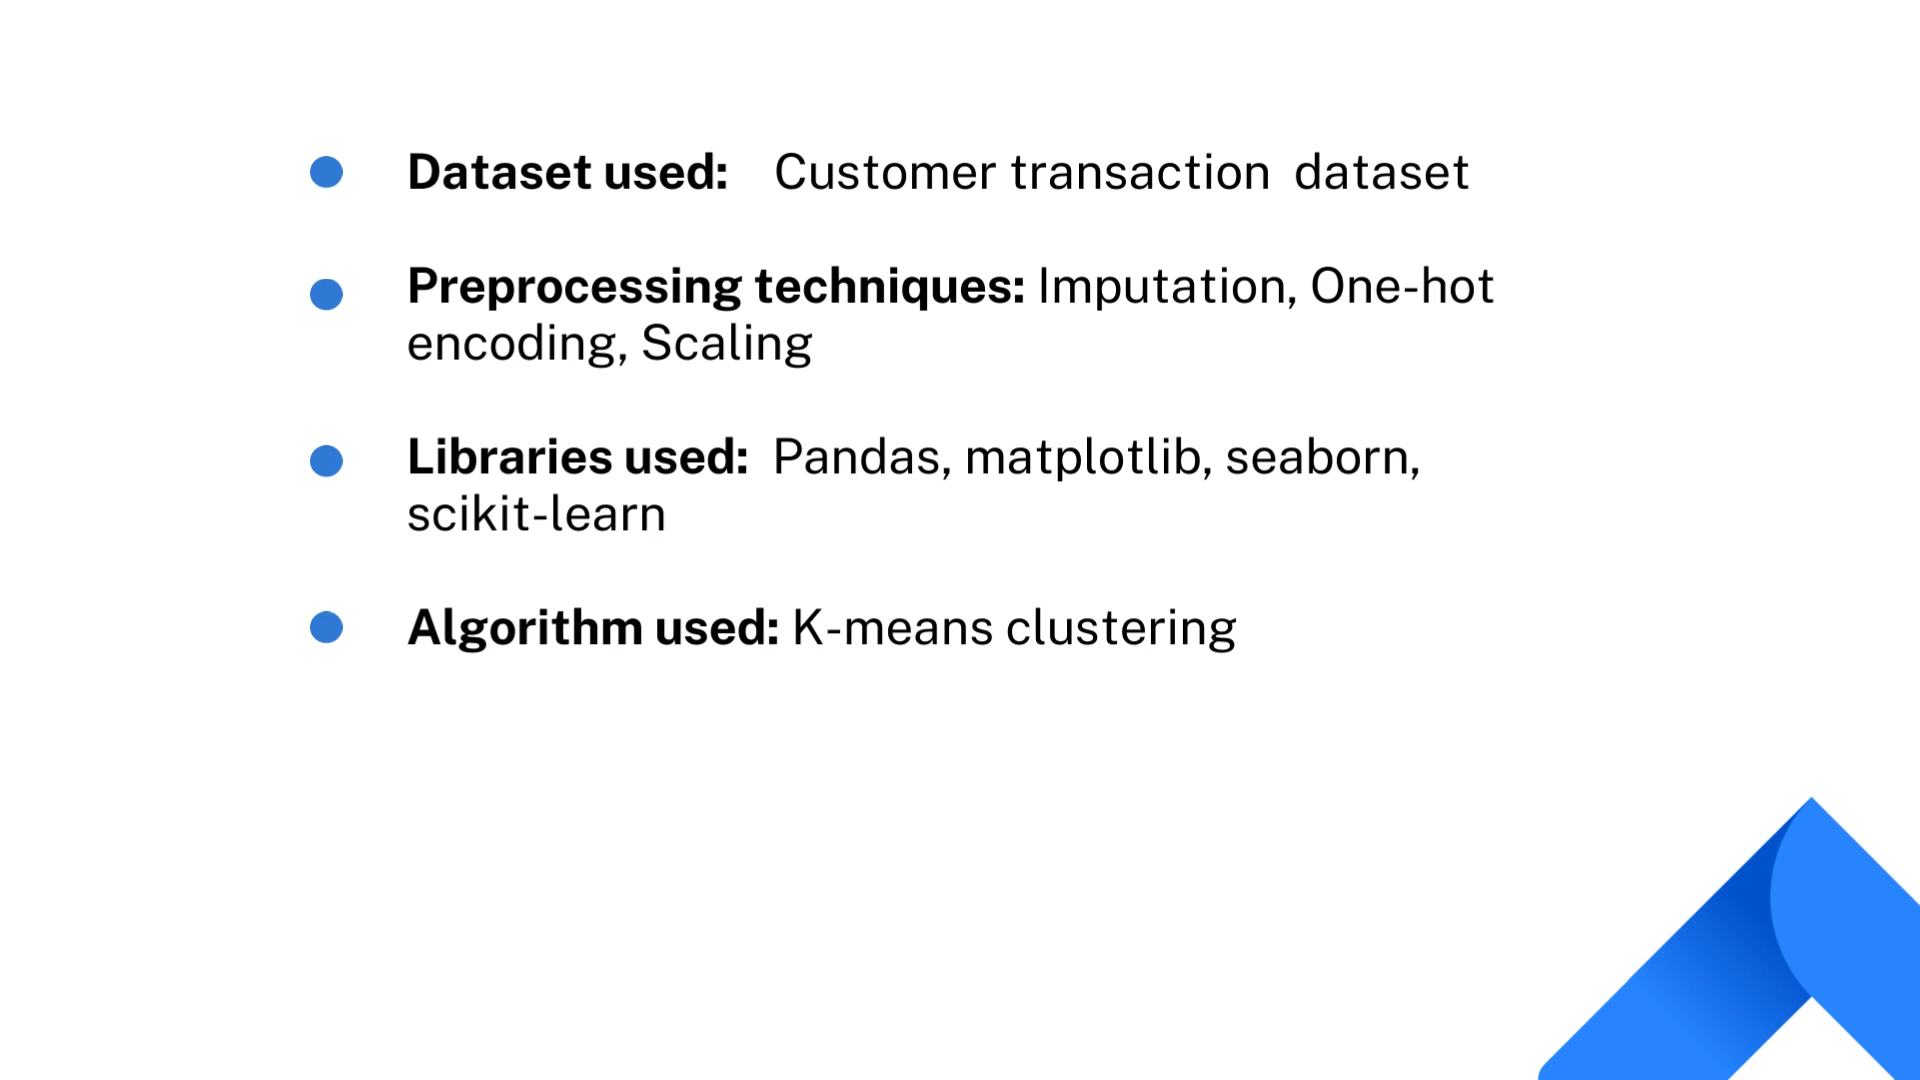 Dataset used: Customer transaction dataset
Preprocessing techniques: Imputation, One-hot
encoding, Scaling
Libraries used: Pandas, matplotlib, seaborn,
scikit-learn
Algorithm used: K-means clustering